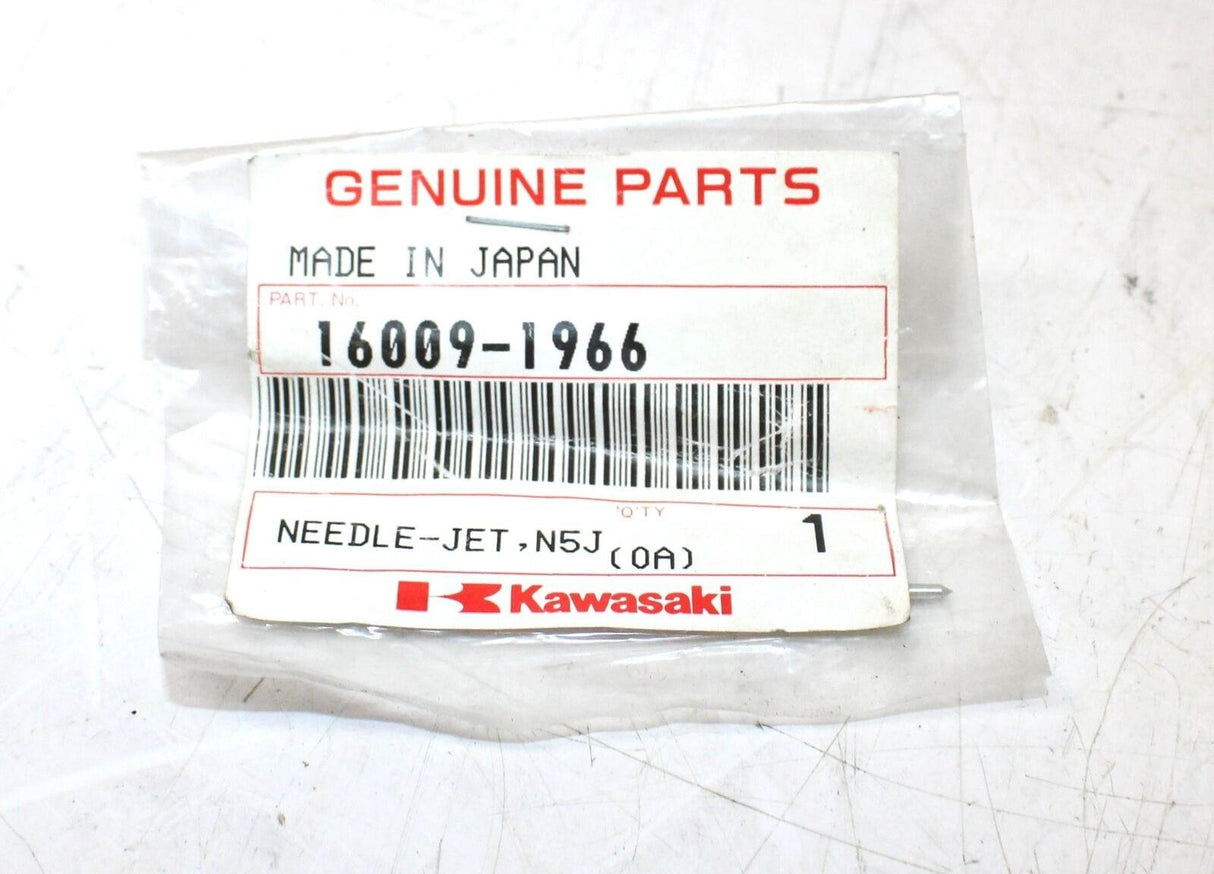 GENUINE PARTS
MADE IN JAPAN
PART. No.
16009-1966
'Q'TY
NEEDLE-JET,N5J (OA) 1
Kawasaki